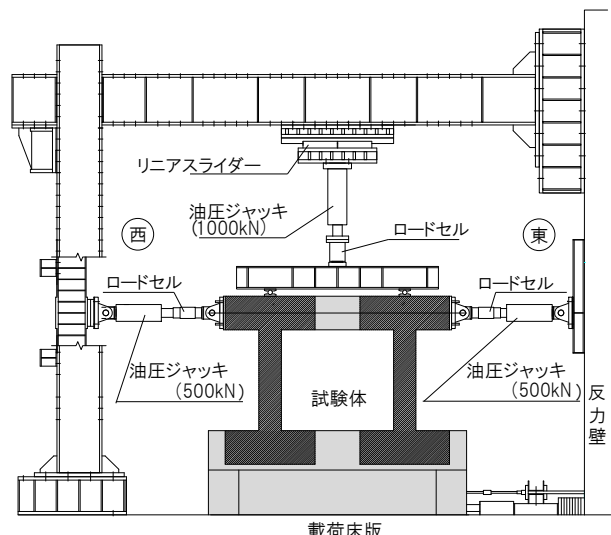 リニアスライダー
油圧ジャッキ
(1000kN)
西
ロードセル
東
ロードセル
ロードセル
油圧ジャッキ
(500kN)
試験体
油圧ジャッキ
(500kN)
反力壁
載荷床版